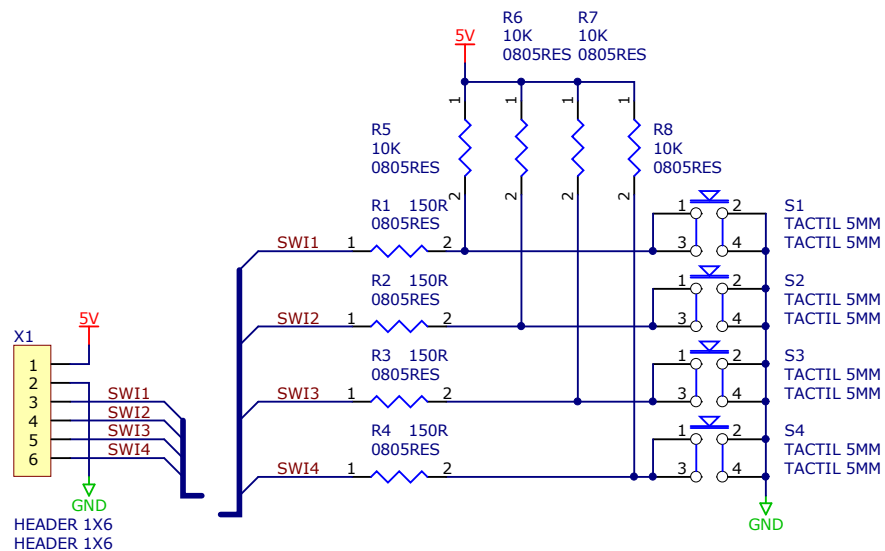 R6
10K
0805RES
R7
10K
0805RES
5V
1
1
1
1
R5
10K
0805RES
R8
10K
0805RES
2
2
2
2
R1 150R
0805RES
SWI1
1
2
1
2
3
4
S1
TACTIL 5MM
TACTIL 5MM
R2 150R
0805RES
SWI2
1
2
1
2
3
4
S2
TACTIL 5MM
TACTIL 5MM
R3 150R
0805RES
SWI3
1
2
1
2
3
4
S3
TACTIL 5MM
TACTIL 5MM
R4 150R
0805RES
SWI4
1
2
1
2
3
4
S4
TACTIL 5MM
TACTIL 5MM
GND
X1
5V
1
2
3
4
5
6
SWI1
SWI2
SWI3
SWI4
GND
HEADER 1X6
HEADER 1X6